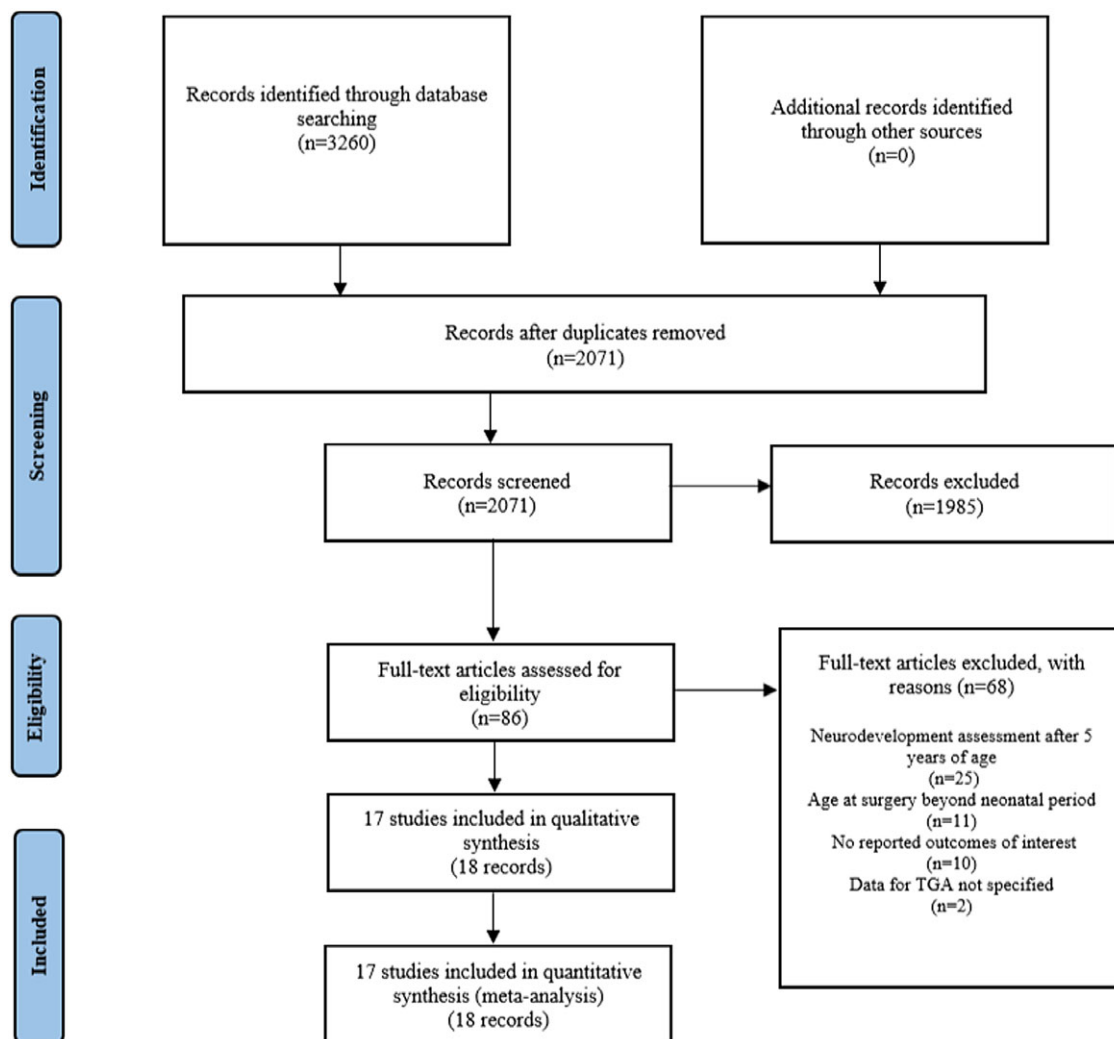 Identification
Records identified through database
searching
(n=3260)
Additional records identified
through other sources
(n=0)
Screening
Records after duplicates removed
(n=2071)
Records screened
(n=2071)
Records excluded
(n=1985)
Eligibility
Full-text articles assessed for
eligibility
(n=86)
Full-text articles excluded, with
reasons (n=68)
Neurodevelopment assessment after 5
years of age
(n=25)
Age at surgery beyond neonatal period
(n=11)
No reported outcomes of interest
(n=10)
Data for TGA not specified
(n=2)
Included
17 studies included in qualitative
synthesis
(18 records)
17 studies included in quantitative
synthesis (meta-analysis)
(18 records)